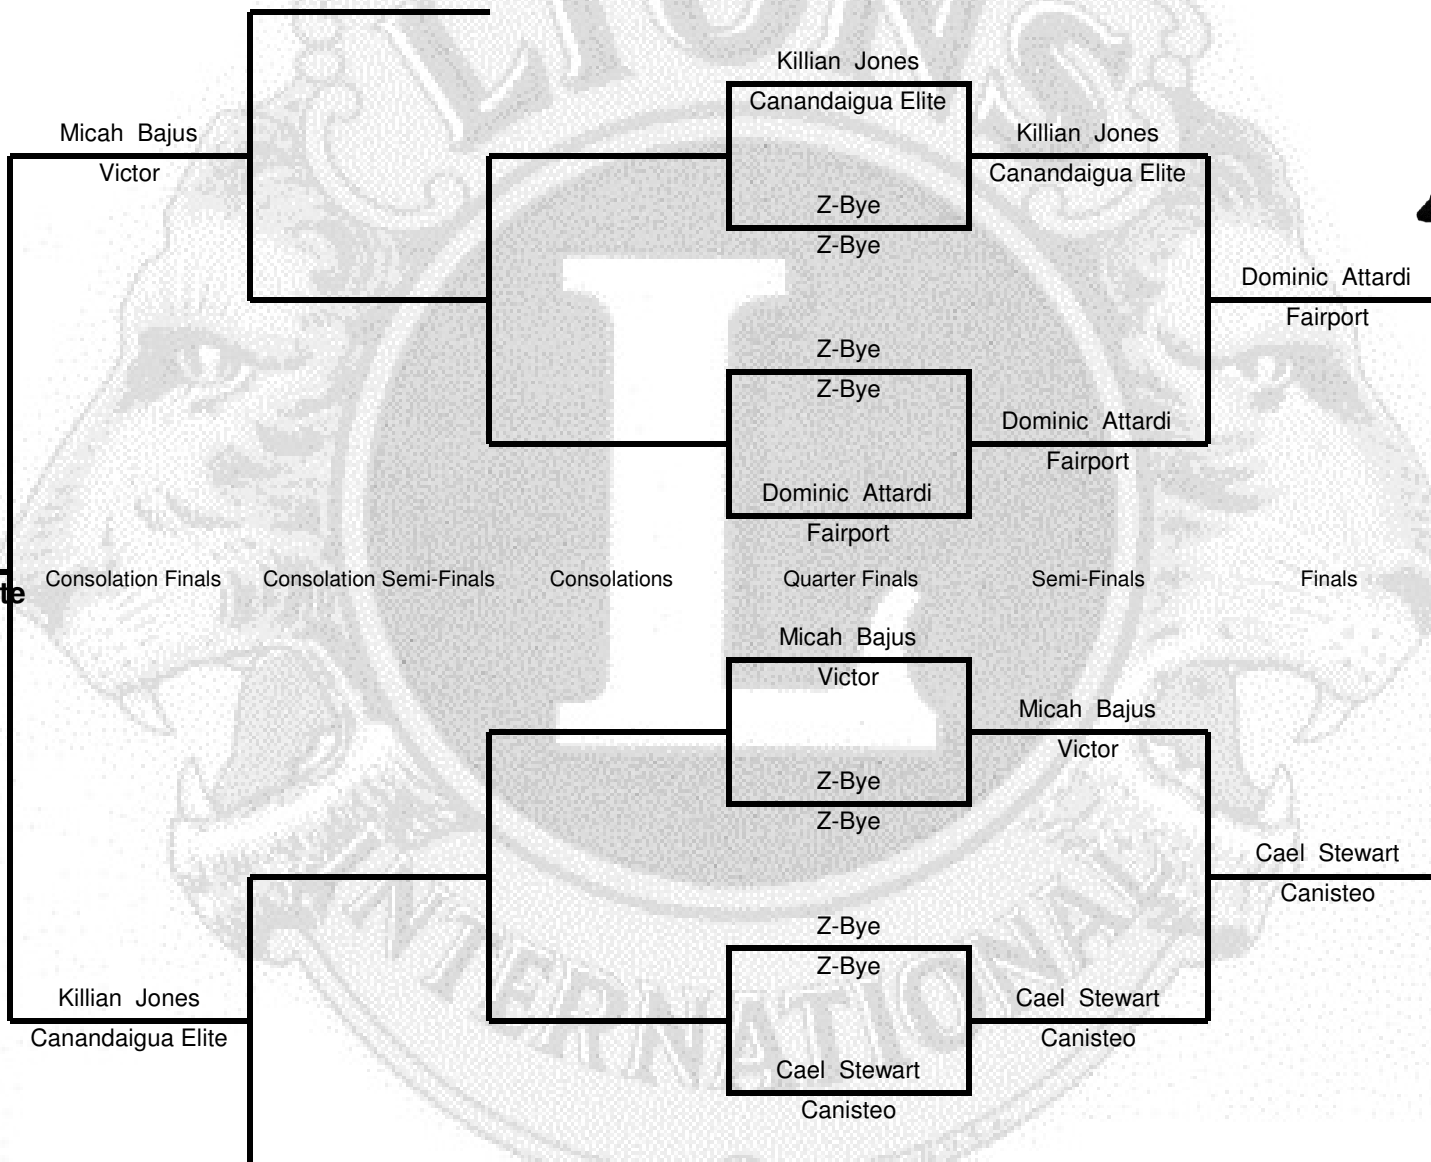 LIONS
Killian Jones
Canandaigua Elite
Micah Bajus
Victor
Killian Jones
Canandaigua Elite
Z-Bye
Z-Bye
Dominic Attardi
Fairport
Z-Bye
Z-Bye
Dominic Attardi
Fairport
Dominic Attardi
Fairport
Consolation Finals
Consolation Semi-Finals
Consolations
Quarter Finals
Semi-Finals
Finals
te
L
Micah Bajus
Victor
Micah Bajus
Victor
Z-Bye
Z-Bye
Cael Stewart
Canisteo
Z-Bye
Z-Bye
Killian Jones
Canandaigua Elite
Cael Stewart
Canisteo
Cael Stewart
Canisteo
INTERNATIONAL